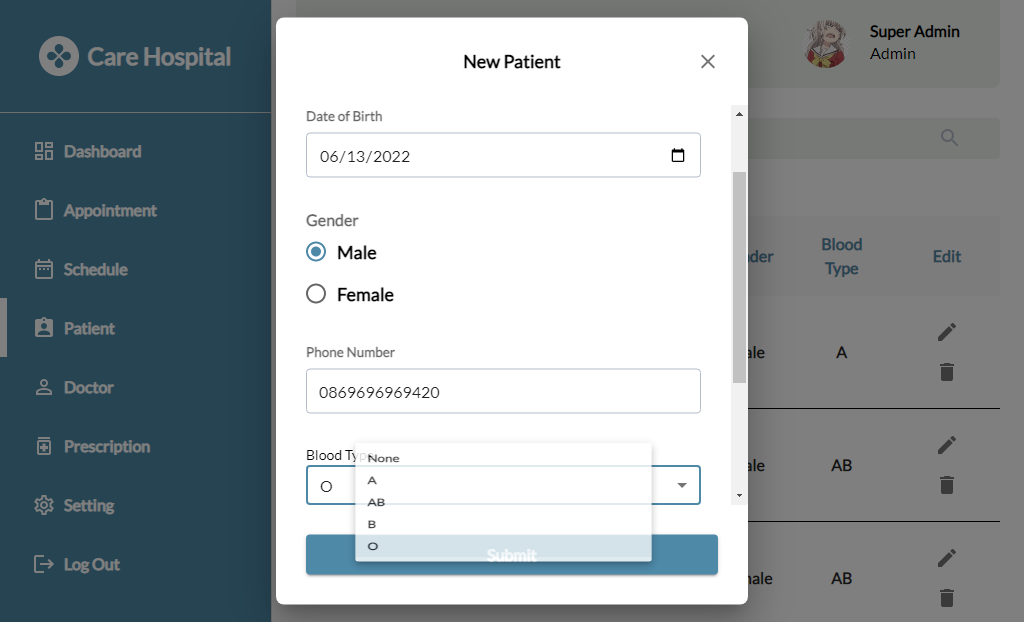 Care Hospital
Dashboard
Appointment
Schedule
Patient
Doctor
Prescription
Setting
Log Out
New Patient
Date of Birth
06/13/2022
Gender
Male
Female
Phone Number
0869696969420
Blood Type
O
None
A
AB
B
O
Submit
Super Admin
Admin
der
Blood
Type
Edit
ale
A
ale
AB
nale
AB